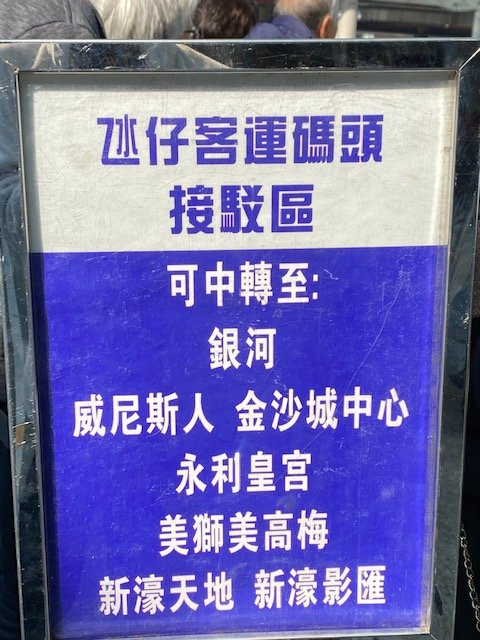 氹仔客運碼頭
接駁區
可中轉至:
銀河
威尼斯人 金沙城中心
永利皇宮
美獅美高梅
新濠天地 新濠影匯